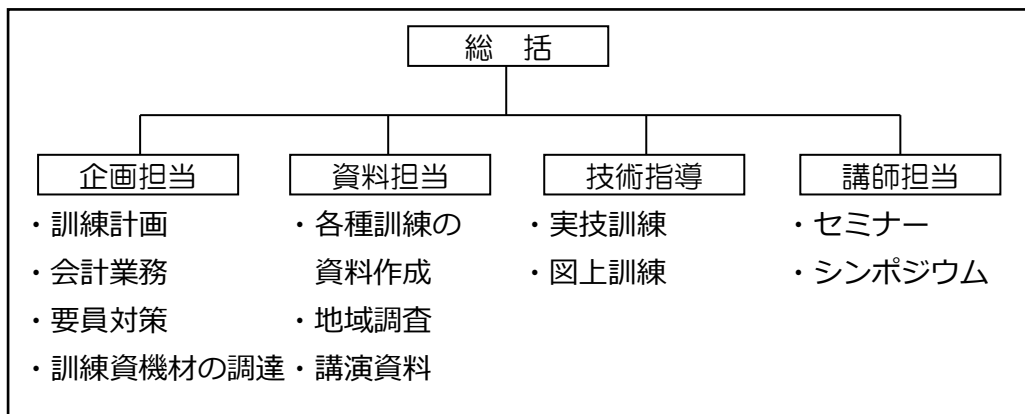 総　括
企画担当
・訓練計画
・会計業務
・要員対策
・訓練資機材の調達
資料担当
・各種訓練の
資料作成
・地域調査
・講演資料
技術指導
・実技訓練
・図上訓練
講師担当
・セミナー
・シンポジウム